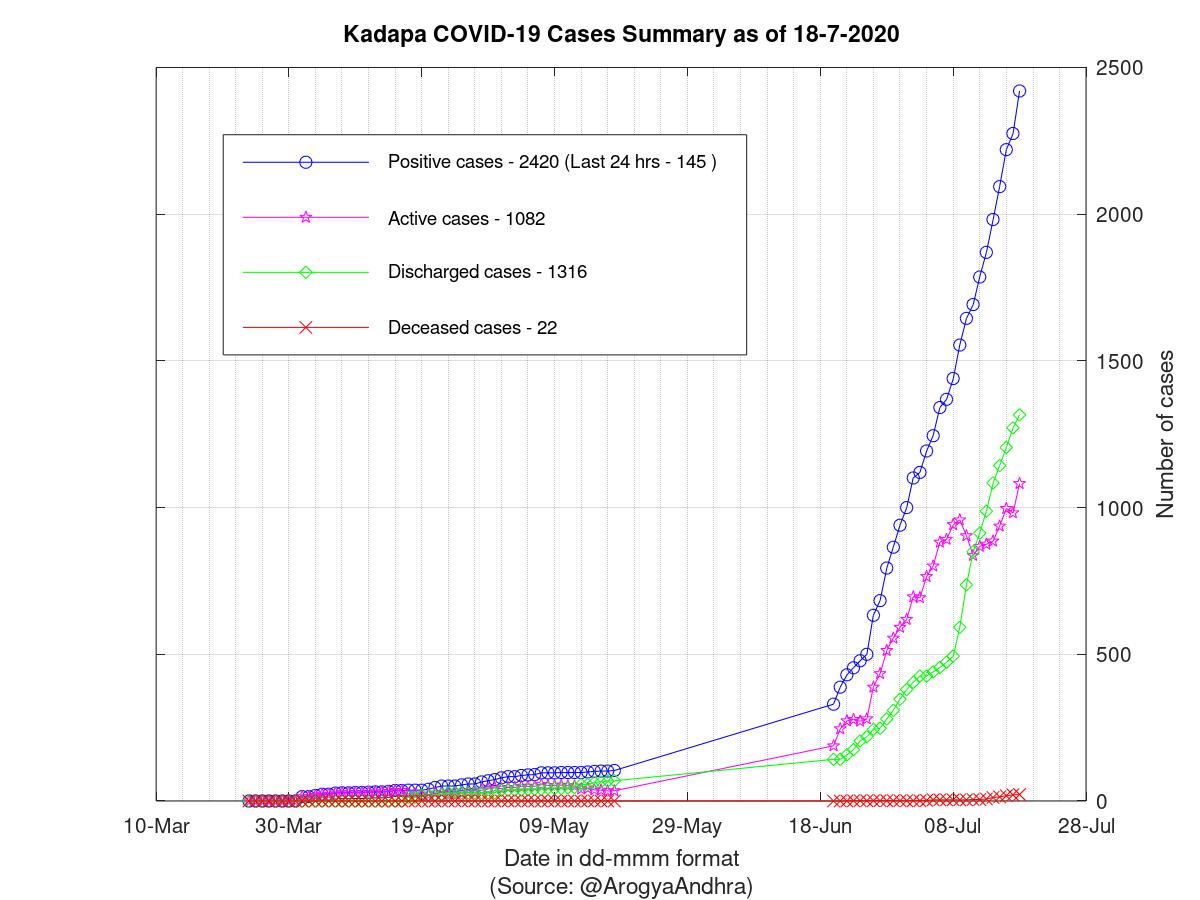 Kadapa COVID-19 Cases Summary as of 18-7-2020
2500
Positive cases - 2420 (Last 24 hrs - 145 )
2000
Active cases - 1082
Discharged cases - 1316
Deceased cases - 22
1500
Number of cases
1000
500
0
10-Mar 30-Mar 19-Apr 09-May 29-May 18-Jun 08-Jul 28-Jul
Date in dd-mmm format
(Source: @ArogyaAndhra)